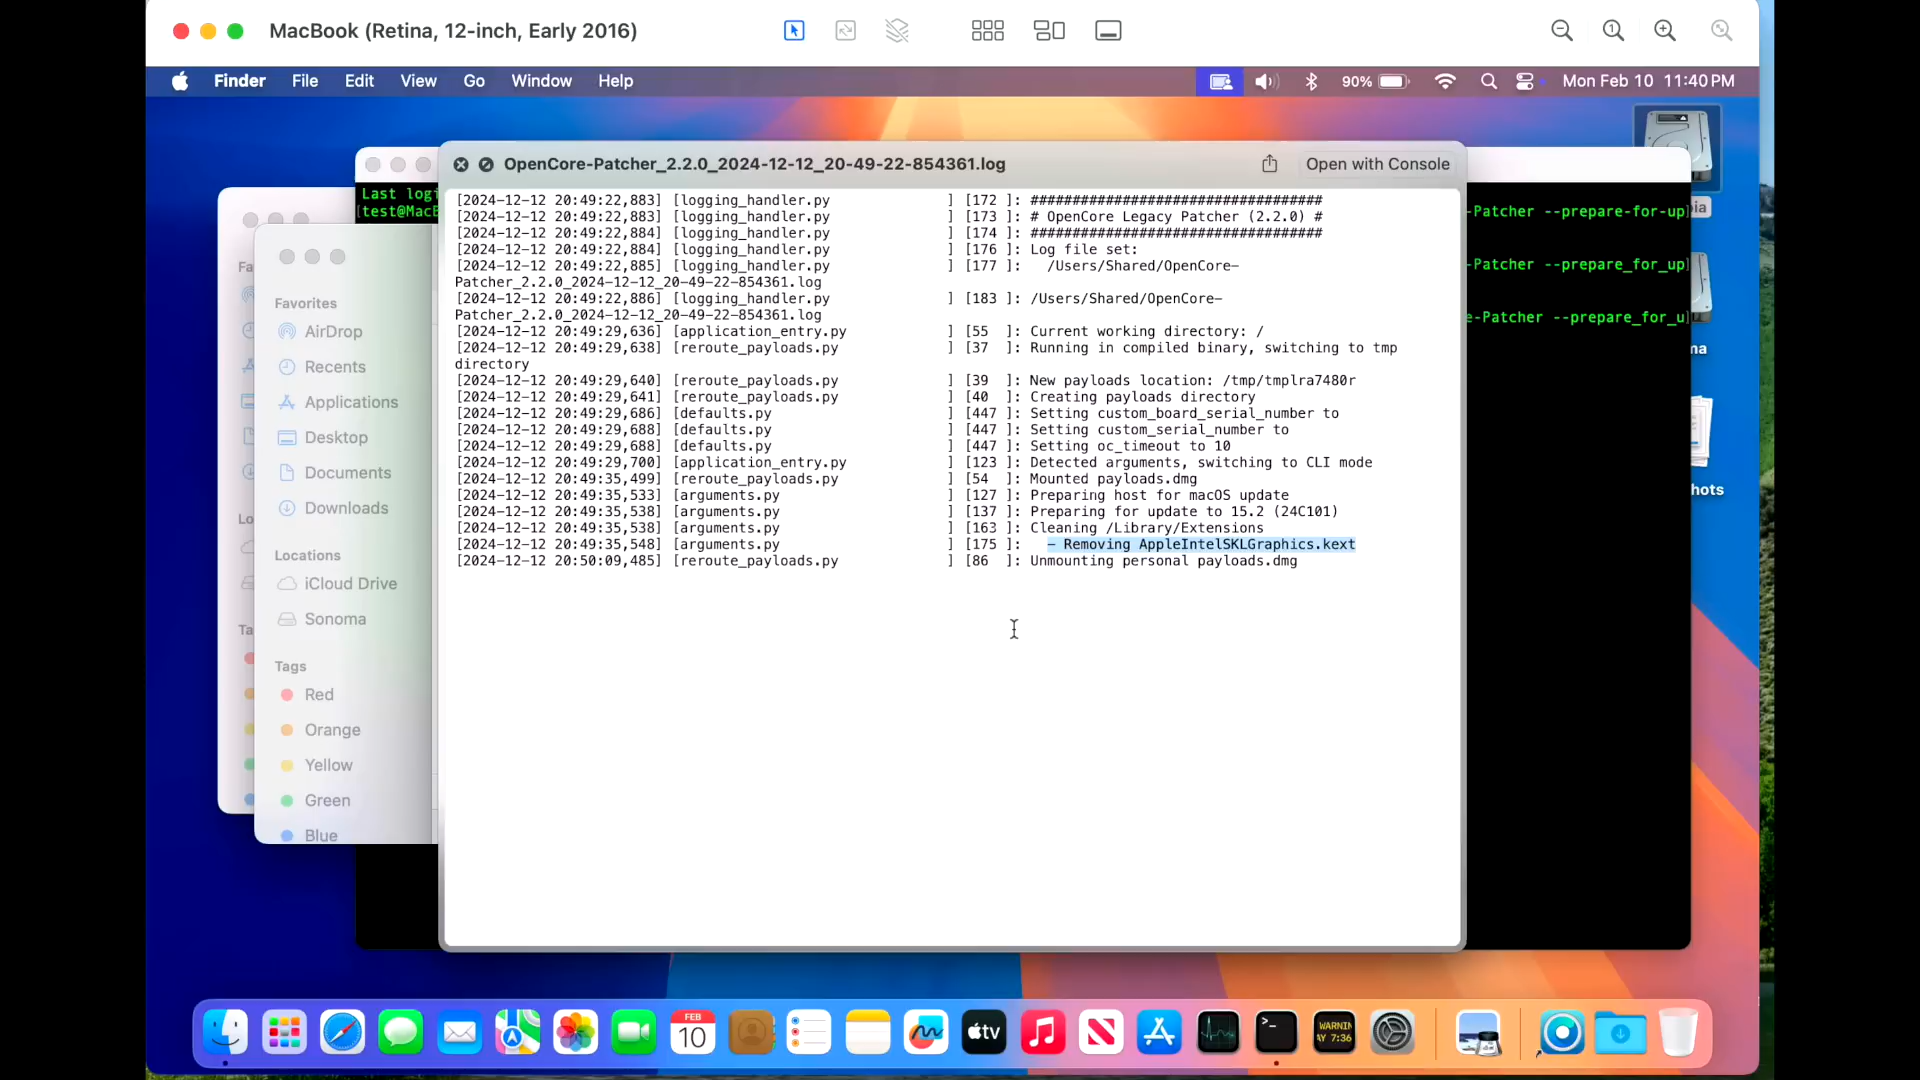 MacBook (Retina, 12-inch, Early 2016)
Finder File Edit View Go Window Help
90%
Mon Feb 10 11:40 PM
OpenCore-Patcher_2.2.0_2024-12-12_20-49-22-854361.log
Open with Console
Last logi
[test@MacB
[2024-12-12 20:49:22,883] [logging_handler.py ] [172 ]: ###################################
[2024-12-12 20:49:22,883] [logging_handler.py ] [173 ]: # OpenCore Legacy Patcher (2.2.0) #
[2024-12-12 20:49:22,884] [logging_handler.py ] [174 ]: ###################################
[2024-12-12 20:49:22,884] [logging_handler.py ] [176 ]: Log file set:
[2024-12-12 20:49:22,885] [logging_handler.py ] [177 ]: /Users/Shared/OpenCore-
Patcher_2.2.0_2024-12-12_20-49-22-854361.log
[2024-12-12 20:49:22,886] [logging_handler.py ] [183 ]: /Users/Shared/OpenCore-
Patcher_2.2.0_2024-12-12_20-49-22-854361.log
[2024-12-12 20:49:29,636] [application_entry.py ] [55 ]: Current working directory: /
[2024-12-12 20:49:29,638] [reroute_payloads.py ] [37 ]: Running in compiled binary, switching to tmp
directory
[2024-12-12 20:49:29,640] [reroute_payloads.py ] [39 ]: New payloads location: /tmp/tmplra7480r
[2024-12-12 20:49:29,641] [reroute_payloads.py ] [40 ]: Creating payloads directory
[2024-12-12 20:49:29,686] [defaults.py ] [447 ]: Setting custom_board_serial_number to
[2024-12-12 20:49:29,688] [defaults.py ] [447 ]: Setting custom_serial_number to
[2024-12-12 20:49:29,688] [defaults.py ] [447 ]: Setting oc_timeout to 10
[2024-12-12 20:49:29,700] [application_entry.py ] [123 ]: Detected arguments, switching to CLI mode
[2024-12-12 20:49:35,499] [reroute_payloads.py ] [54 ]: Mounted payloads.dmg
[2024-12-12 20:49:35,533] [arguments.py ] [127 ]: Preparing host for macOS update
[2024-12-12 20:49:35,538] [arguments.py ] [137 ]: Preparing for update to 15.2 (24C101)
[2024-12-12 20:49:35,538] [arguments.py ] [163 ]: Cleaning /Library/Extensions
[2024-12-12 20:49:35,548] [arguments.py ] [175 ]: - Removing AppleIntelSKLGraphics.kext
[2024-12-12 20:50:09,485] [reroute_payloads.py ] [86 ]: Unmounting personal payloads.dmg
-Patcher --prepare-for-up]
-Patcher --prepare_for_up]
e-Patcher --prepare_for_u]
ia
ma
hots
Fa
Lo
Ta
Favorites
AirDrop
Recents
Applications
Desktop
Documents
Downloads
Locations
iCloud Drive
Sonoma
Tags
Red
Orange
Yellow
Green
Blue
FEB
10
tv
>_
WARNIN
AY 7:36